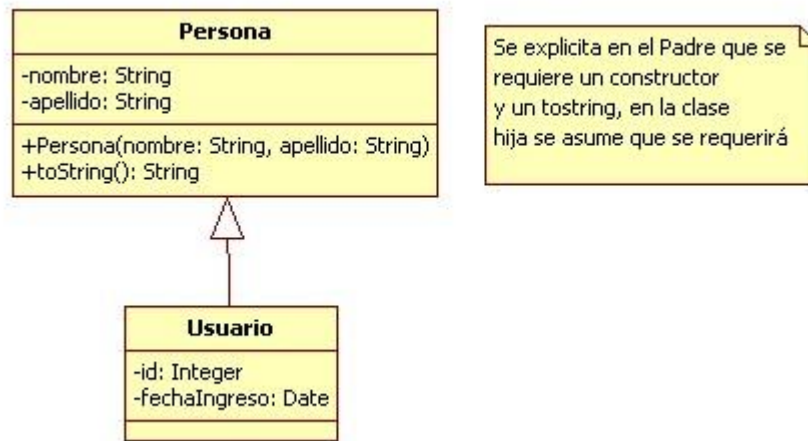 Persona
-nombre: String
-apellido: String
+Persona(nombre: String, apellido: String)
+toString(): String
Se explicita en el Padre que se
requiere un constructor
y un tostring, en la clase
hija se asume que se requerirá
Usuario
-id: Integer
-fechaIngreso: Date